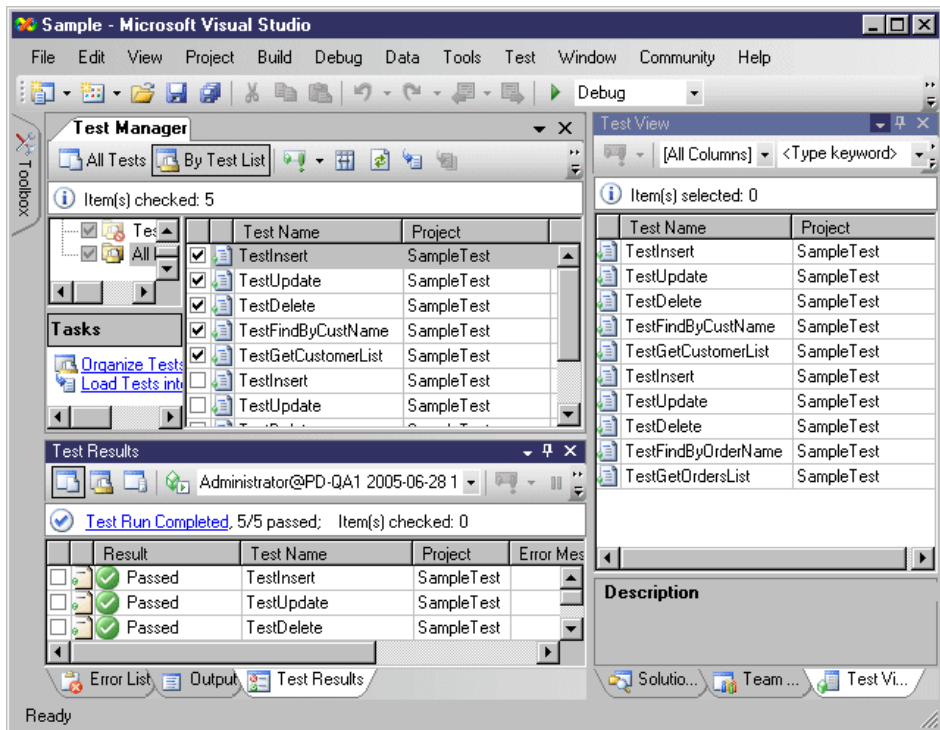 Sample - Microsoft Visual Studio
File Edit View Project Build Debug Data Tools Test Window Community Help
Debug
Toolbox
Test Manager
All Tests By Test List
Item(s) checked: 5
Tes
All
Test Name Project
TestInsert SampleTest
TestUpdate SampleTest
TestDelete SampleTest
TestFindByCustName SampleTest
TestGetCustomerList SampleTest
TestInsert SampleTest
TestUpdate SampleTest
Tasks
Organize Tests
Load Tests int
Test View
[All Columns] <Type keyword>
Item(s) selected: 0
Test Name Project
TestInsert SampleTest
TestUpdate SampleTest
TestDelete SampleTest
TestFindByCustName SampleTest
TestGetCustomerList SampleTest
TestInsert SampleTest
TestUpdate SampleTest
TestDelete SampleTest
TestFindByOrderName SampleTest
TestGetOrdersList SampleTest
Description
Test Results
Administrator@PD-QA1 2005-06-28 1
Test Run Completed, 5/5 passed; Item(s) checked: 0
Result Test Name Project Error Mes
Passed TestInsert SampleTest
Passed TestUpdate SampleTest
Passed TestDelete SampleTest
Error List Output Test Results
Solutio... Team ... Test Vi...
Ready